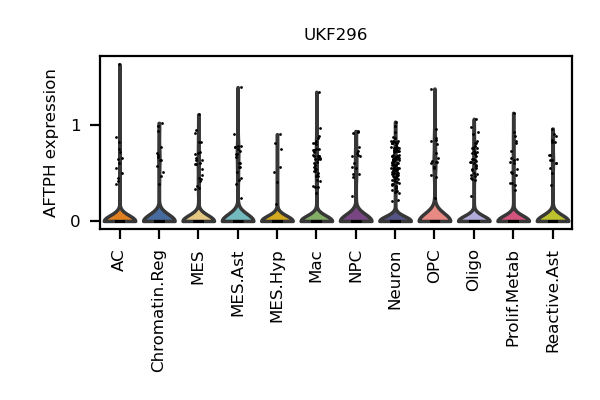 UKF296
AFTPH expression
1
0
AC
Chromatin.Reg
MES
MES.Ast
MES.Hyp
Mac
NPC
Neuron
OPC
Oligo
Prolif.Metab
Reactive.Ast